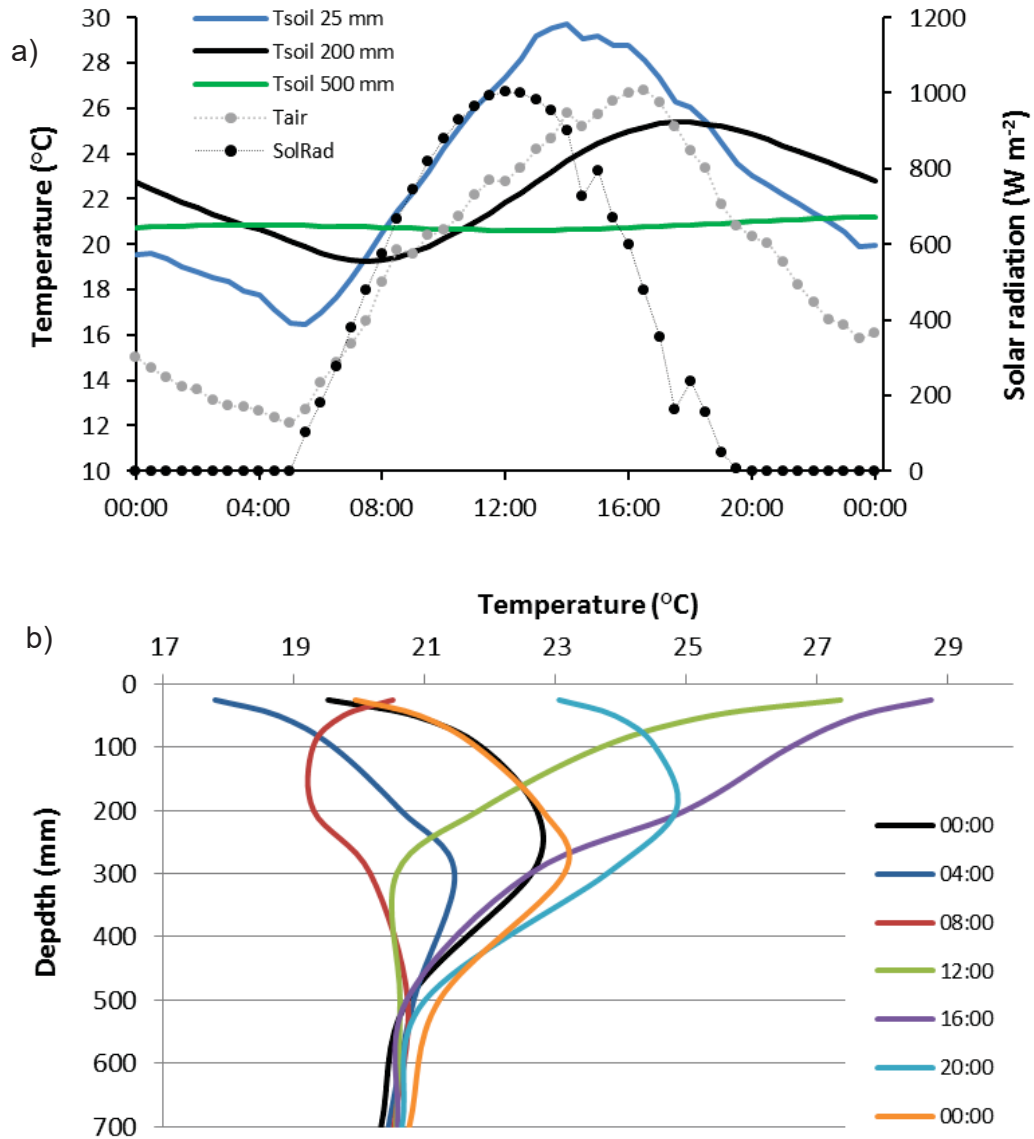 a)
Tsoil 25 mm
Tsoil 200 mm
Tsoil 500 mm
Tair
SolRad
Temperature (°C)
30
28
26
24
22
20
18
16
14
12
10
Solar radiation (W m⁻²)
1200
1000
800
600
400
200
0
00:00 04:00 08:00 12:00 16:00 20:00 00:00
b)
Temperature (°C)
17 19 21 23 25 27 29
Depdth (mm)
0
100
200
300
400
500
600
700
00:00
04:00
08:00
12:00
16:00
20:00
00:00